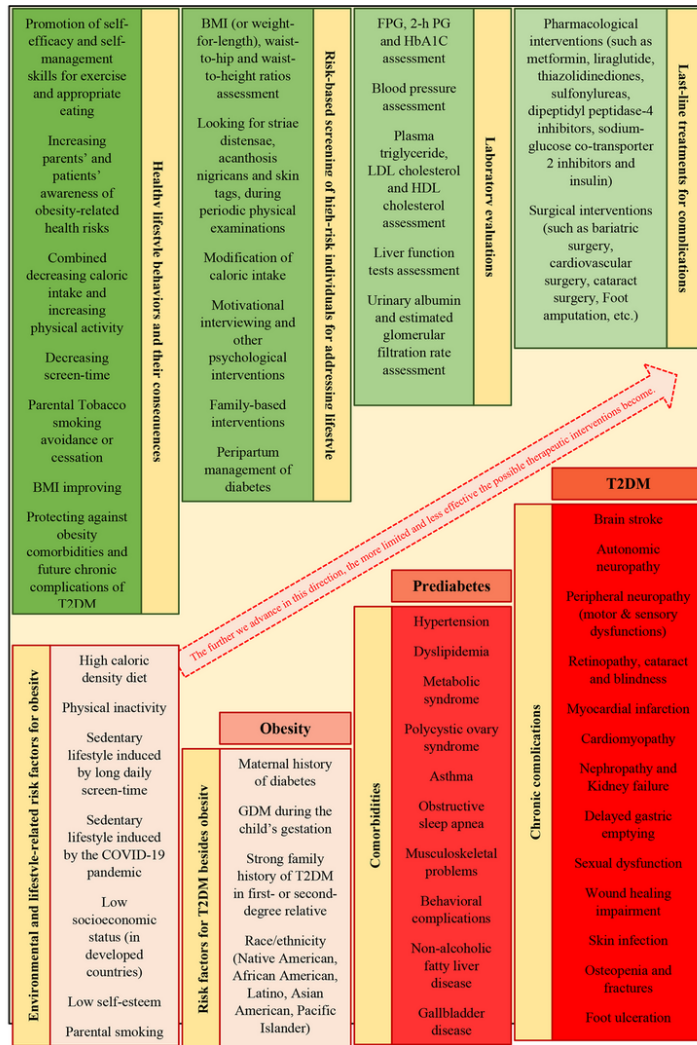 Promotion of self-
efficacy and self-
management
skills for exercise
and appropriate
eating
Increasing
parents' and
patients'
awareness of
obesity-related
health risks
Combined
decreasing caloric
intake and
increasing
physical activity
Decreasing
screen-time
Parental Tobacco
smoking
avoidance or
cessation
BMI improving
Protecting against
obesity
comorbidities and
future chronic
complications of
T2DM
Healthy lifestyle behaviors and their consequences
BMI (or weight-
for-length), waist-
to-hip and waist-
to-height ratios
assessment
Looking for striae
distensae,
acanthosis
nigricans and skin
tags, during
periodic physical
examinations
Modification of
caloric intake
Motivational
interviewing and
other
psychological
interventions
Family-based
interventions
Peripartum
management of
diabetes
Risk-based screening of high-risk individuals for addressing lifestyle
FPG, 2-h PG
and HbA1C
assessment
Blood pressure
assessment
Plasma
triglyceride,
LDL cholesterol
and HDL
cholesterol
assessment
Liver function
tests assessment
Urinary albumin
and estimated
glomerular
filtration rate
assessment
Laboratory evaluations
Pharmacological
interventions (such as
metformin, liraglutide,
thiazolidinediones,
sulfonylureas,
dipeptidyl peptidase-4
inhibitors, sodium-
glucose co-transporter
2 inhibitors and
insulin)
Surgical interventions
(such as bariatric
surgery,
cardiovascular
surgery, cataract
surgery, Foot
amputation, etc.)
Last-line treatments for complications
The further we advance in this direction, the more limited and less effective the possible therapeutic interventions become.
Environmental and lifestyle-related risk factors for obesity
High caloric
density diet
Physical inactivity
Sedentary
lifestyle induced
by long daily
screen-time
Sedentary
lifestyle induced
by the COVID-19
pandemic
Low
socioeconomic
status (in
developed
countries)
Low self-esteem
Parental smoking
Obesity
Risk factors for T2DM besides obesity
Maternal history
of diabetes
GDM during the
child's gestation
Strong family
history of T2DM
in first- or second-
degree relative
Race/ethnicity
(Native American,
African American,
Latino, Asian
American, Pacific
Islander)
Prediabetes
Comorbidities
Hypertension
Dyslipidemia
Metabolic
syndrome
Polycystic ovary
syndrome
Asthma
Obstructive
sleep apnea
Musculoskeletal
problems
Behavioral
complications
Non-alcoholic
fatty liver
disease
Gallbladder
disease
T2DM
Chronic complications
Brain stroke
Autonomic
neuropathy
Peripheral neuropathy
(motor & sensory
dysfunctions)
Retinopathy, cataract
and blindness
Myocardial infarction
Cardiomyopathy
Nephropathy and
Kidney failure
Delayed gastric
emptying
Sexual dysfunction
Wound healing
impairment
Skin infection
Osteopenia and
fractures
Foot ulceration